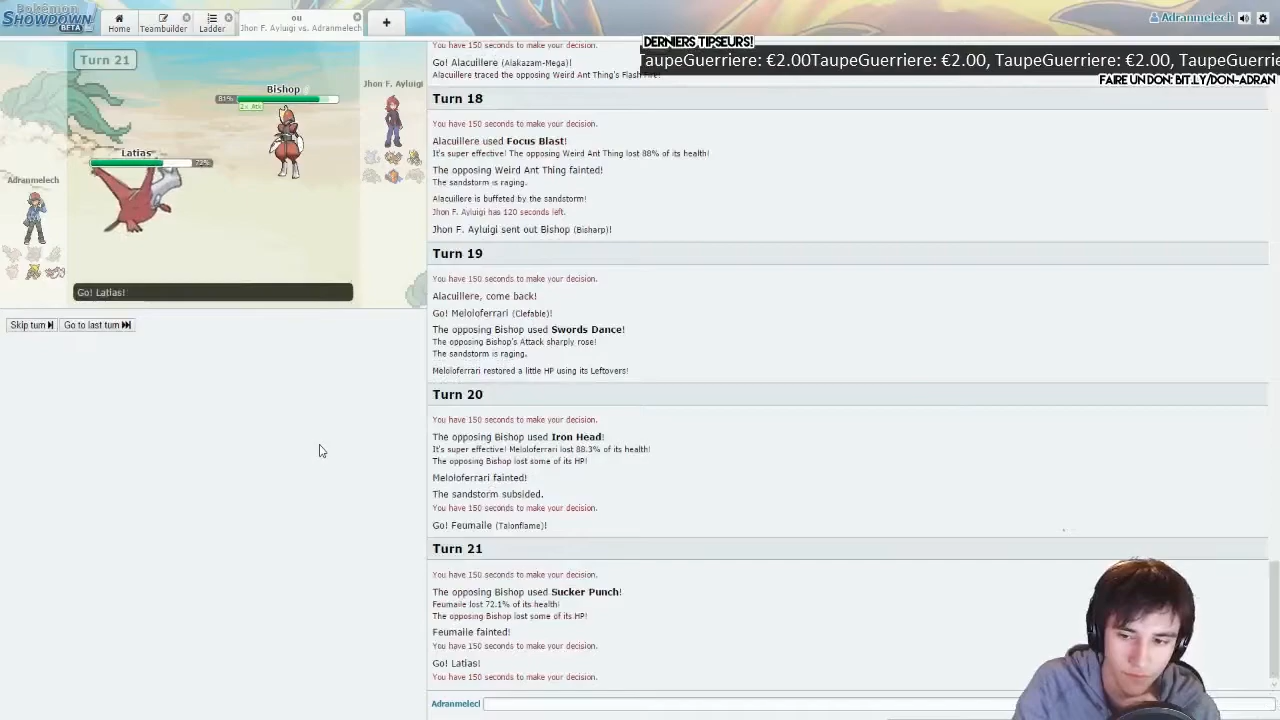 Pokémon
SHOWDOWN
BETA
Home
Teambuilder
Ladder
ou
Jhon F. Ayluigi vs. Adranmelech
+
Adranmelech
DERNIERS TIPSEURS!
TaupeGuerriere: €2.00TaupeGuerriere: €2.00, TaupeGuerriere: €2.00, TaupeGuerrie
FAIRE UN DON: BIT.LY/DON-ADRAN
Turn 21
Bishop
81%
2x Atk
Jhon F. Ayluigi
Latias
72%
Adranmelech
Go! Latias!
Skip turn
Go to last turn
You have 150 seconds to make your decision.
Go! Alacuillere (Alakazam-Mega)!
Alacuillere traced the opposing Weird Ant Thing's Flash Fire!
Turn 18
You have 150 seconds to make your decision.
Alacuillere used Focus Blast!
It's super effective! The opposing Weird Ant Thing lost 88% of its health!
The opposing Weird Ant Thing fainted!
The sandstorm is raging.
Alacuillere is buffeted by the sandstorm!
Jhon F. Ayluigi has 120 seconds left.
Jhon F. Ayluigi sent out Bishop (Bisharp)!
Turn 19
You have 150 seconds to make your decision.
Alacuillere, come back!
Go! Meloloferrari (Clefable)!
The opposing Bishop used Swords Dance!
The opposing Bishop's Attack sharply rose!
The sandstorm is raging.
Meloloferrari restored a little HP using its Leftovers!
Turn 20
You have 150 seconds to make your decision.
The opposing Bishop used Iron Head!
It's super effective! Meloloferrari lost 88.3% of its health!
The opposing Bishop lost some of its HP!
Meloloferrari fainted!
The sandstorm subsided.
You have 150 seconds to make your decision.
Go! Feumaile (Talonflame)!
Turn 21
You have 150 seconds to make your decision.
The opposing Bishop used Sucker Punch!
Feumaile lost 72.1% of its health!
The opposing Bishop lost some of its HP!
Feumaile fainted!
You have 150 seconds to make your decision.
Go! Latias!
You have 150 seconds to make your decision.
Adranmelecl